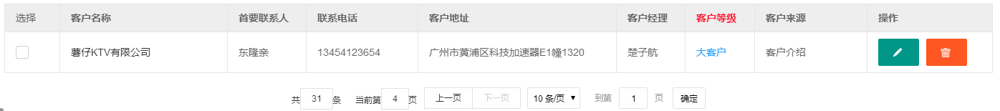 选择 客户名称 首要联系人 联系电话 客户地址 客户经理 客户等级 客户来源 操作
薯仔KTV有限公司 东隆亲 13454123654 广州市黄浦区科技加速器E1幢1320 楚子航 大客户 客户介绍
共 31 条 当前第 4 页 上一页 下一页 10 条/页 到第 1 页 确定